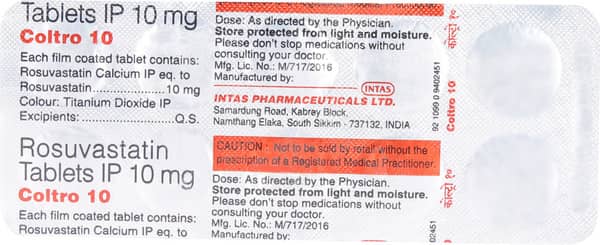 Tablets IP 10 mg
Coltro 10
Each film coated tablet contains:
Rosuvastatin Calcium IP eq. to
Rosuvastatin....................10 mg
Colour: Titanium Dioxide IP
Excipients:........................Q.S.
Rosuvastatin
Tablets IP 10 mg
Coltro 10
Each film coated tablet contains:
Rosuvastatin Calcium IP eq. to
Dose: As directed by the Physician.
Store protected from light and moisture.
Please don't stop medications without
consulting your doctor.
Mfg. Lic. No.: M/717/2016
Manufactured by:
INTAS
INTAS PHARMACEUTICALS LTD.
Samardung Road, Kabrey Block,
Namthang Elaka, South Sikkim - 737132, INDIA
CAUTION : Not to be sold by retail without the
prescription of a Registered Medical Practitioner.
Dose: As directed by the Physician.
Store protected from light and moisture.
Please don't stop medications without
consulting your doctor.
Mfg. Lic. No.: M/717/2016
Manufactured by:
92 1099 0 9402451
Coltro 10
कोल्ट्रो १०
02451